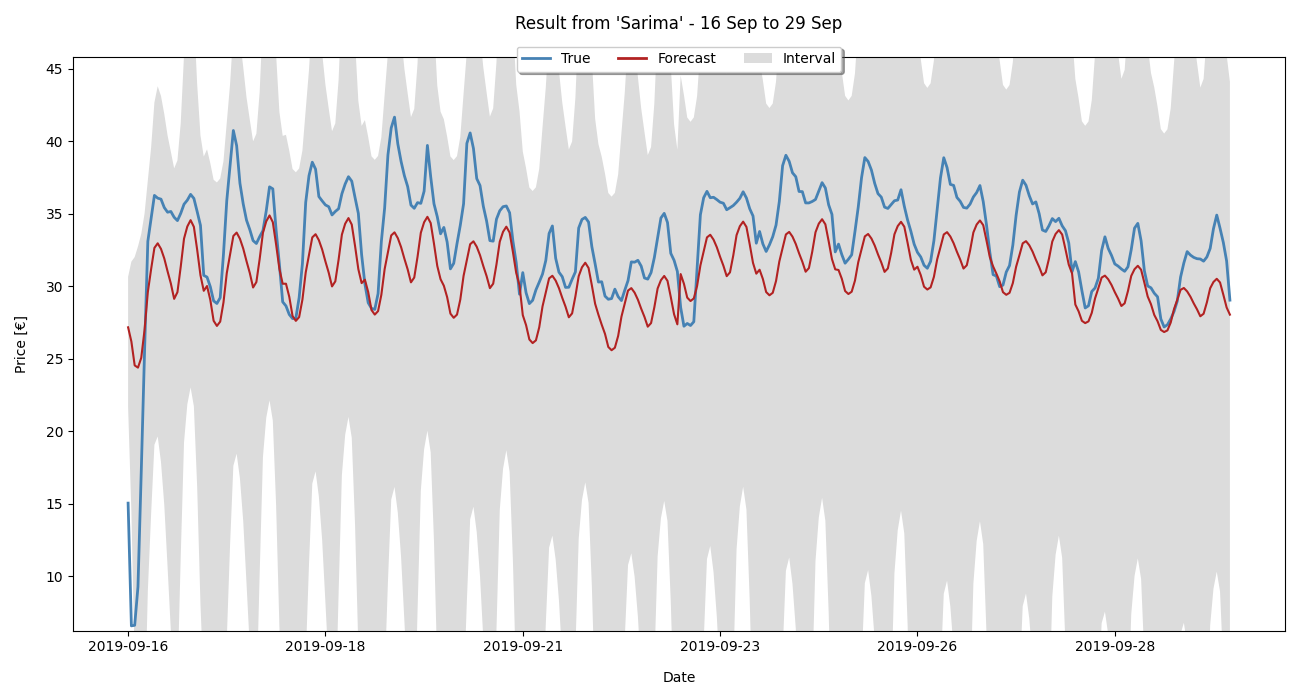 Result from 'Sarima' - 16 Sep to 29 Sep
True Forecast Interval
45
40
35
30
25
20
15
10
Price [€]
2019-09-16 2019-09-18 2019-09-21 2019-09-23 2019-09-26 2019-09-28
Date